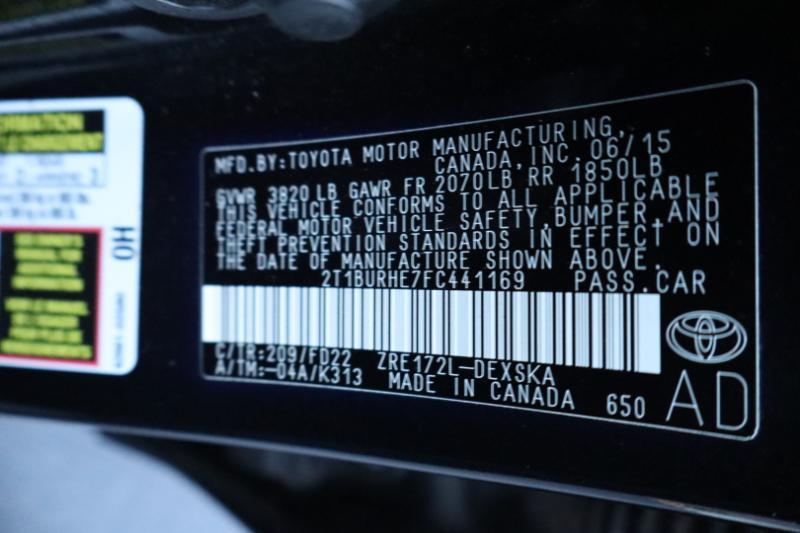 MFD.BY:TOYOTA MOTOR MANUFACTURING,
CANADA, INC. 06/15
GVWR 3820 LB GAWR FR 2070LB RR 1850LB
THIS VEHICLE CONFORMS TO ALL APPLICABLE
FEDERAL MOTOR VEHICLE SAFETY, BUMPER, AND
THEFT PREVENTION STANDARDS IN EFFECT ON
THE DATE OF MANUFACTURE SHOWN ABOVE.
2T1BURHE7FC441169 PASS.CAR
C/TR:209/FD22 ZRE172L-DEXSKA
A/TM:-04A/K313 MADE IN CANADA 650 AD
HO